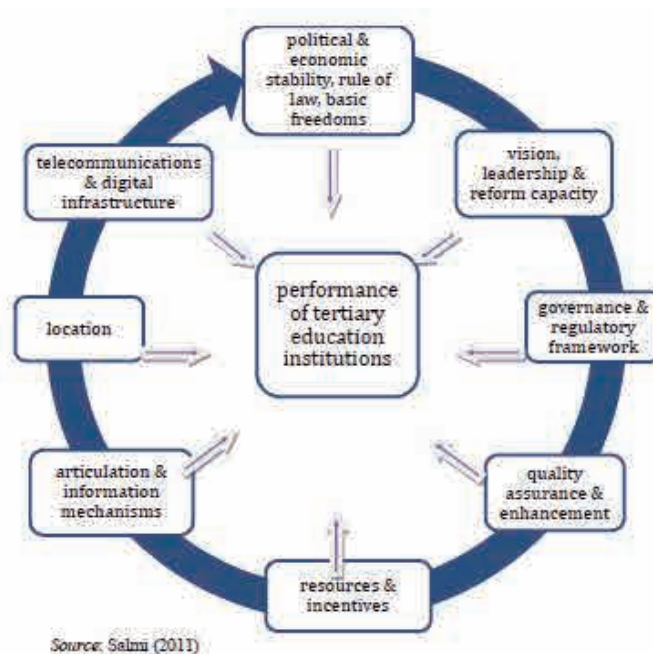 political &
economic
stability, rule of
law, basic
freedoms
vision,
leadership &
reform capacity
governance &
regulatory
framework
quality
assurance &
enhancement
resources &
incentives
articulation &
information
mechanisms
location
telecommunications
& digital
infrastructure
performance
of tertiary
education
institutions
Source: Salmi (2011)